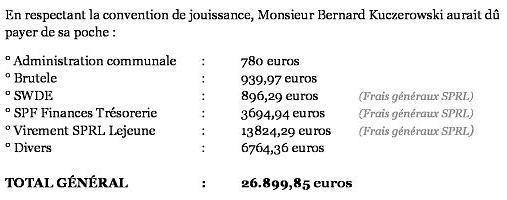 En respectant la convention de jouissance, Monsieur Bernard Kuczerowski aurait dû
payer de sa poche :
° Administration communale : 780 euros
° Brutele : 939,97 euros
° SWDE : 896,29 euros (Frais généraux SPRL)
° SPF Finances Trésorerie : 3694,94 euros (Frais généraux SPRL)
° Virement SPRL Lejeune : 13824,29 euros (Frais généraux SPRL)
° Divers : 6764,36 euros
TOTAL GÉNÉRAL : 26.899,85 euros